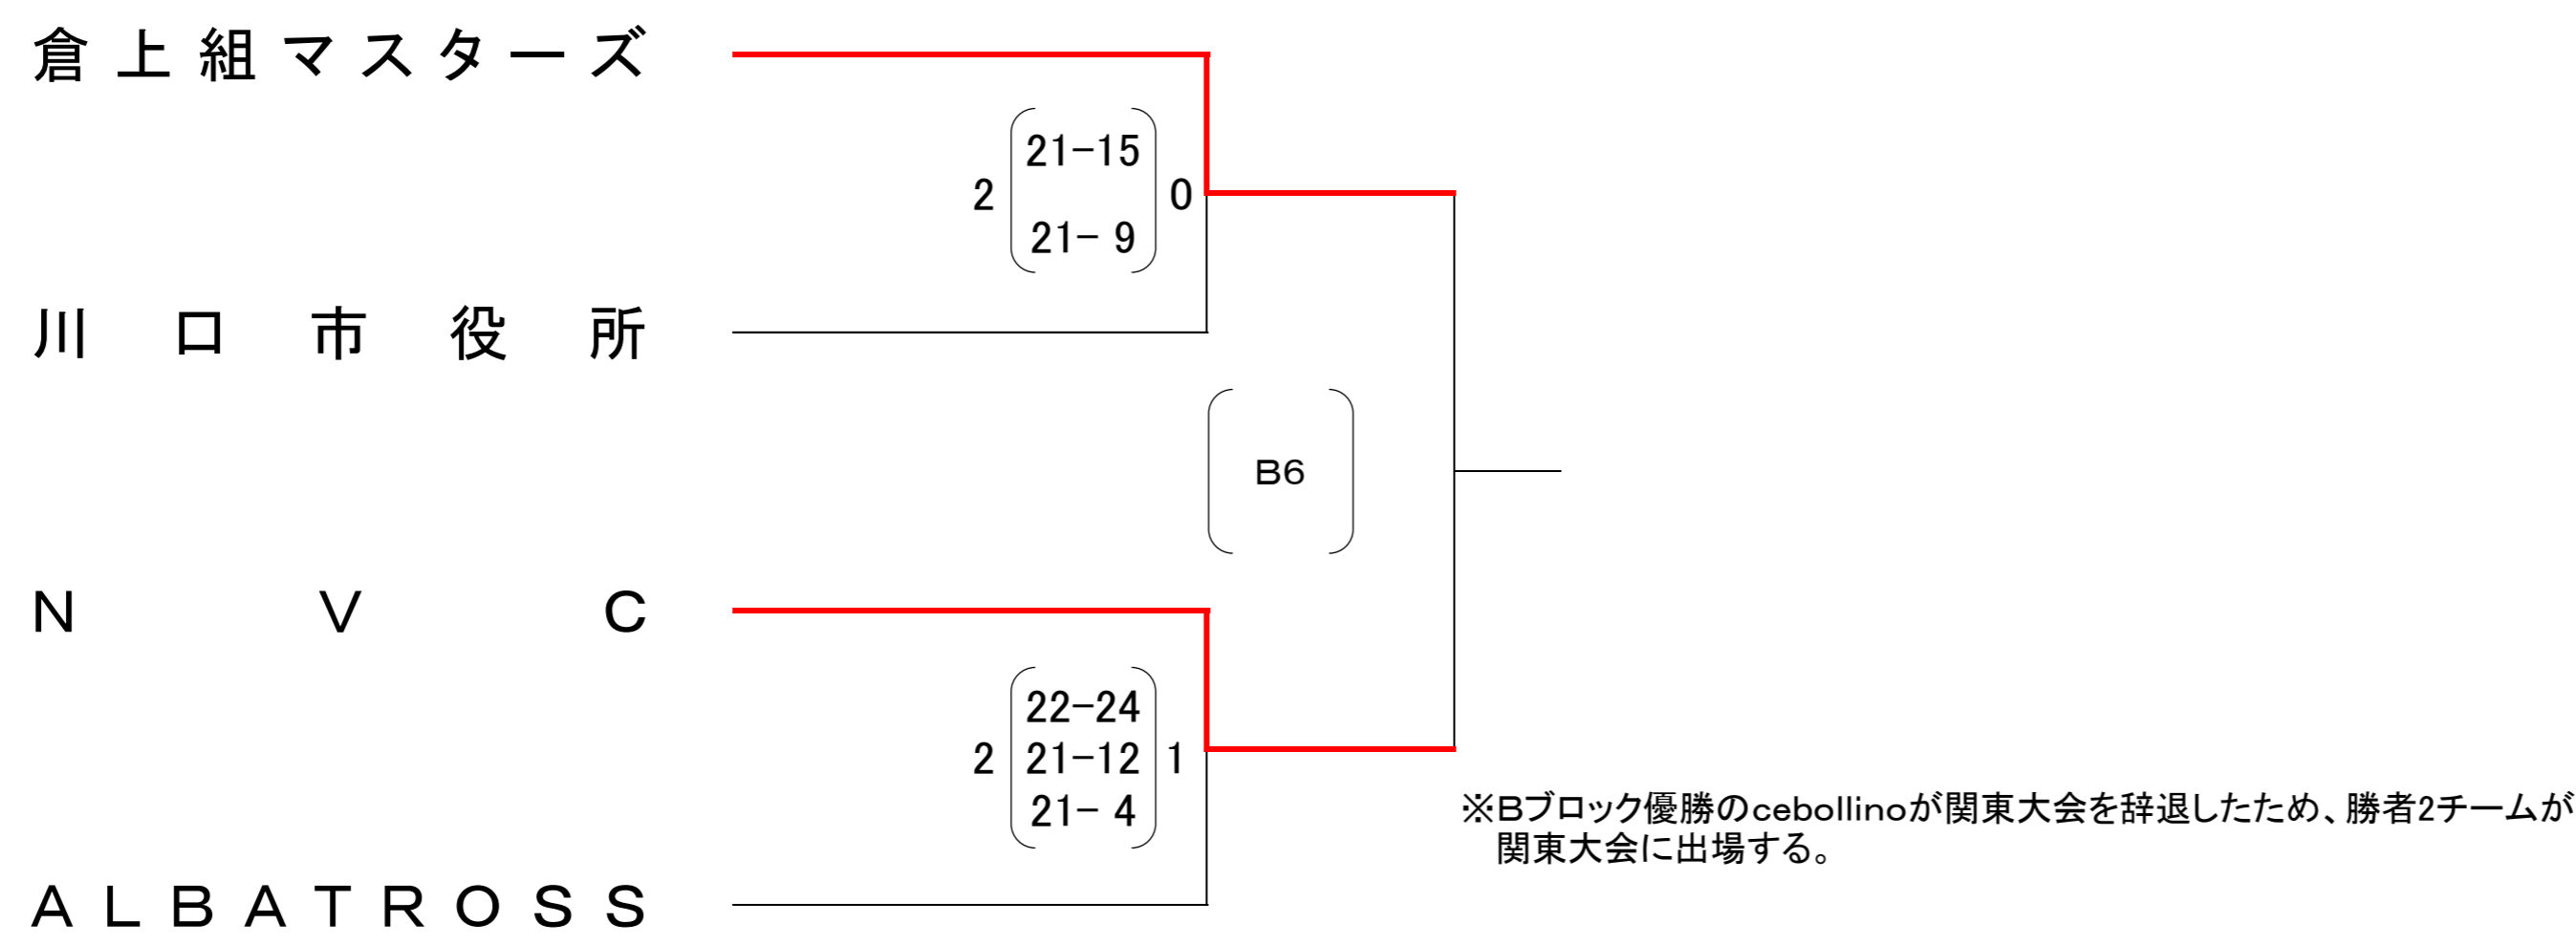 倉上組マスターズ
21-15
2 0
21- 9
川口市役所
B6
NVC
22-24
2 21-12 1
21- 4
※Bブロック優勝のcebollinoが関東大会を辞退したため、勝者2チームが
関東大会に出場する。
ALBATROSS